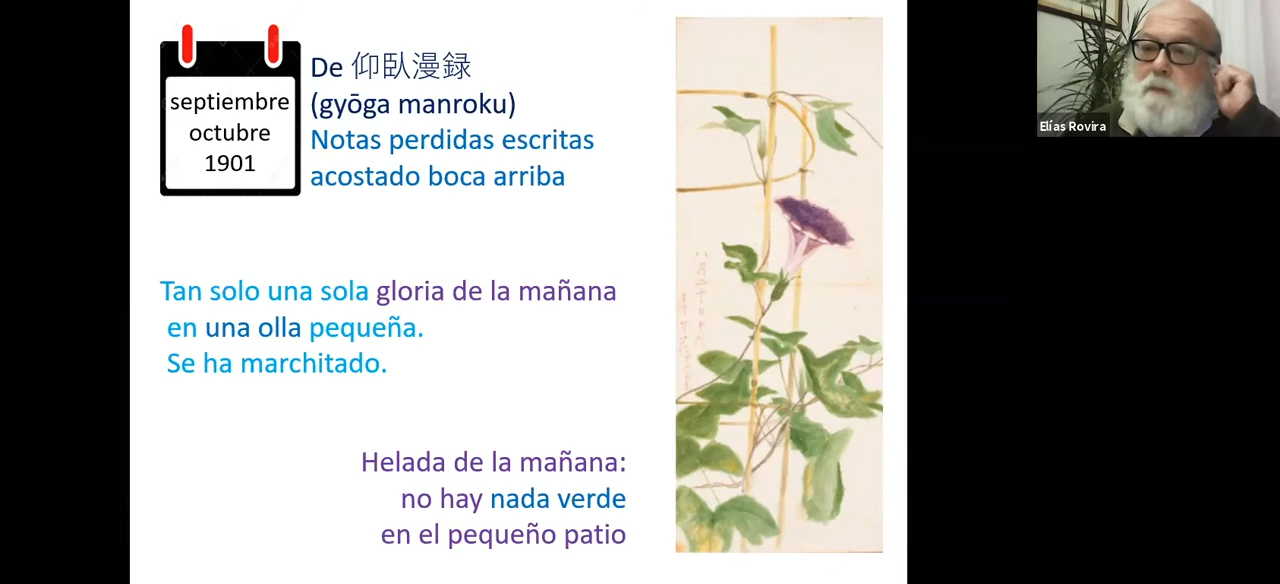 septiembre
octubre
1901
De 仰臥漫録
(gyōga manroku)
Notas perdidas escritas
acostado boca arriba
Tan solo una sola gloria de la mañana
en una olla pequeña.
Se ha marchitado.
Helada de la mañana:
no hay nada verde
en el pequeño patio
Elías Rovira